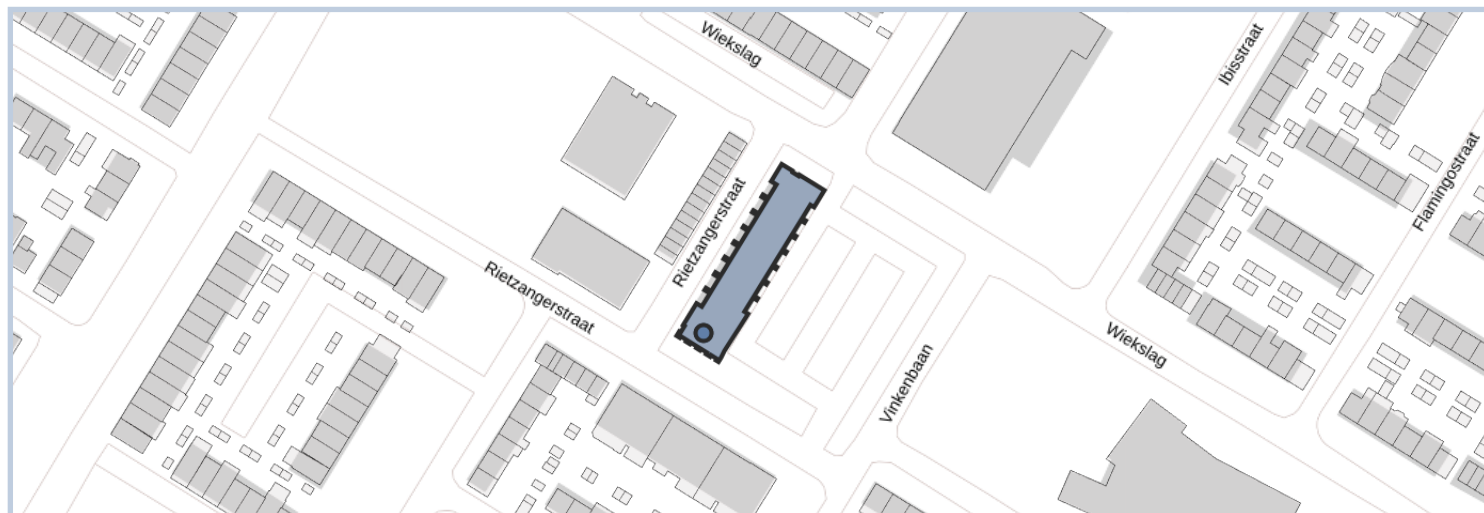 Wiekslag
Ibisstraat
Flamingostraat
Rietzangerstraat
Rietzangerstraat
Wiekslag
Vinkenbaan